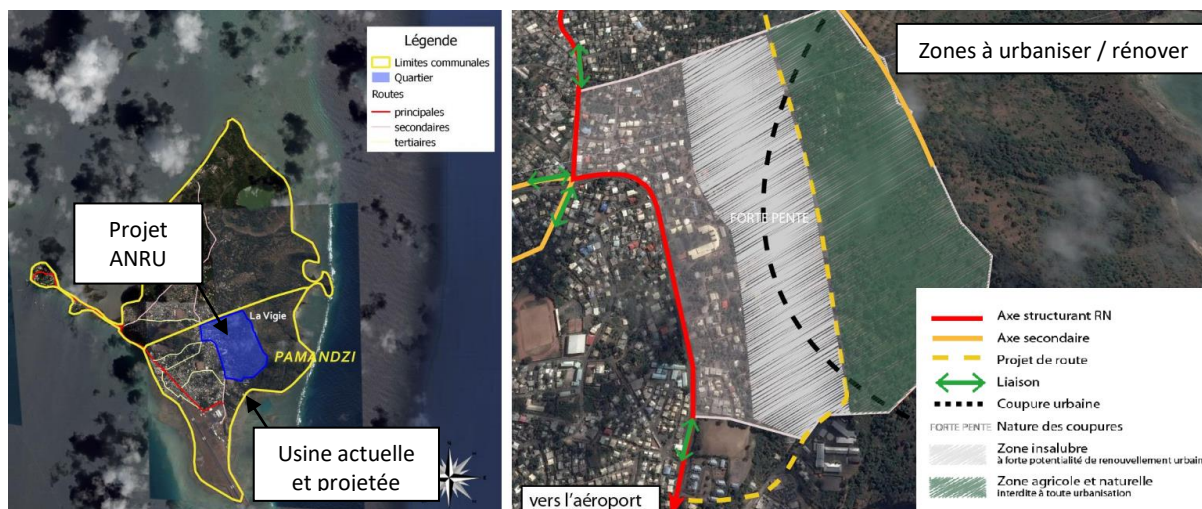 Légende
Limites communales
Quartier
Routes
principales
secondaires
tertiaires
Projet
ANRU
La Vigie
PAMANDZI
Usine actuelle
et projetée
Zones à urbaniser / rénover
FORTE PENTE
vers l'aéroport
Axe structurant RN
Axe secondaire
Projet de route
Liaison
Coupure urbaine
FORTE PENTE Nature des coupures
Zone insalubre
à forte potentialité de renouvellement urbain
Zone agricole et naturelle
Interdite à toute urbanisation